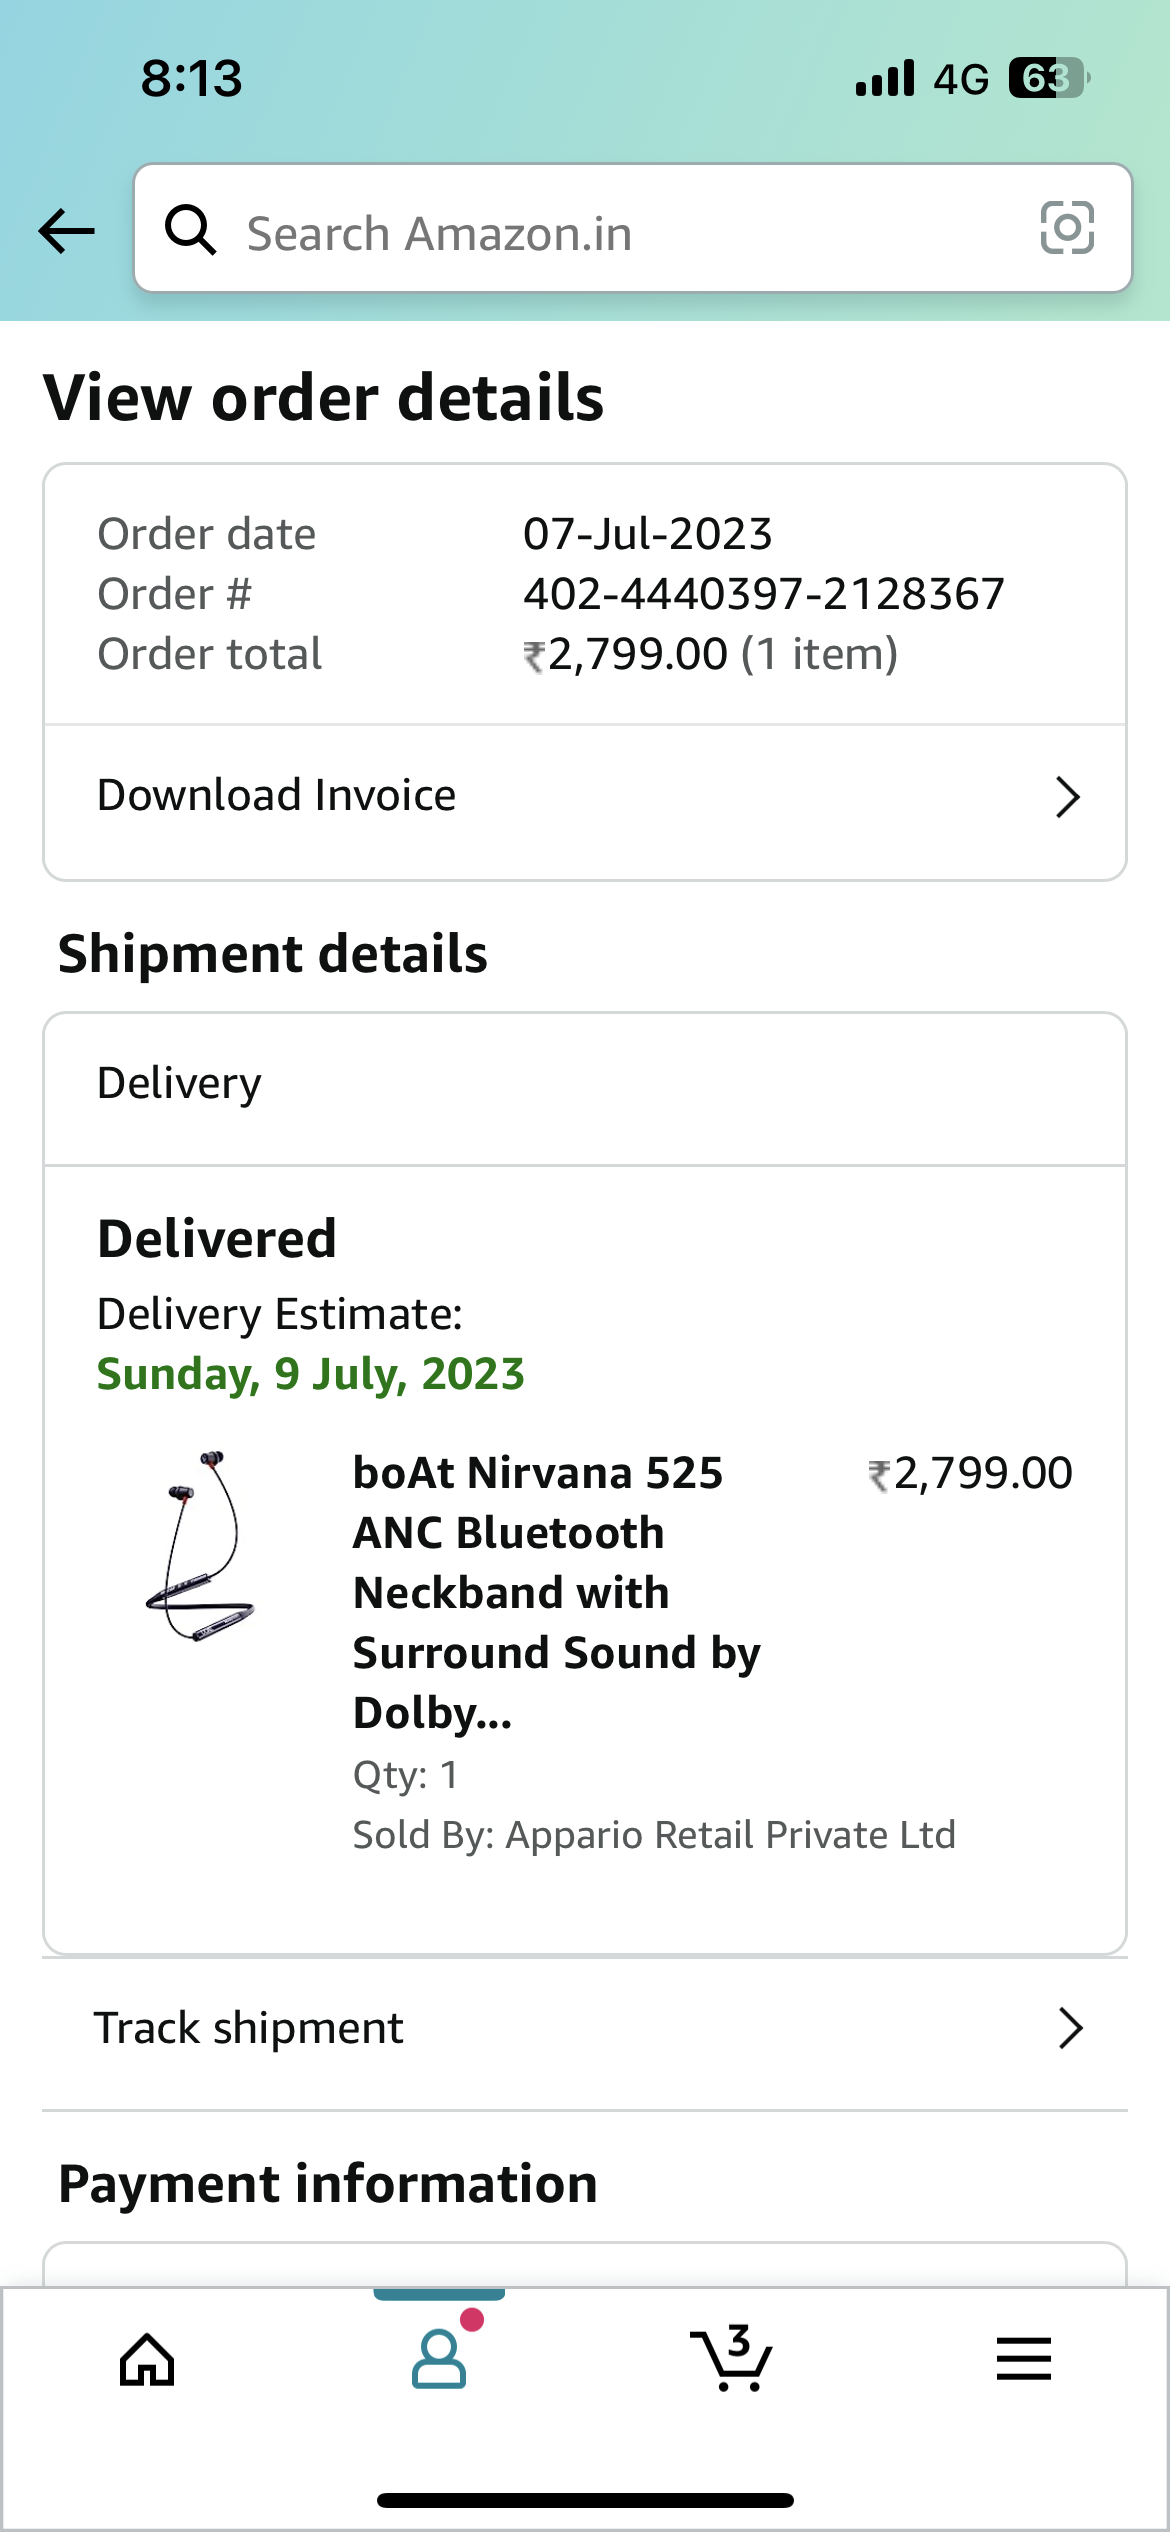 8:13
4G 63
Search Amazon.in
View order details
Order date 07-Jul-2023
Order # 402-4440397-2128367
Order total ₹2,799.00 (1 item)
Download Invoice
Shipment details
Delivery
Delivered
Delivery Estimate:
Sunday, 9 July, 2023
boAt Nirvana 525 ₹2,799.00
ANC Bluetooth
Neckband with
Surround Sound by
Dolby...
Qty: 1
Sold By: Appario Retail Private Ltd
Track shipment
Payment information
3